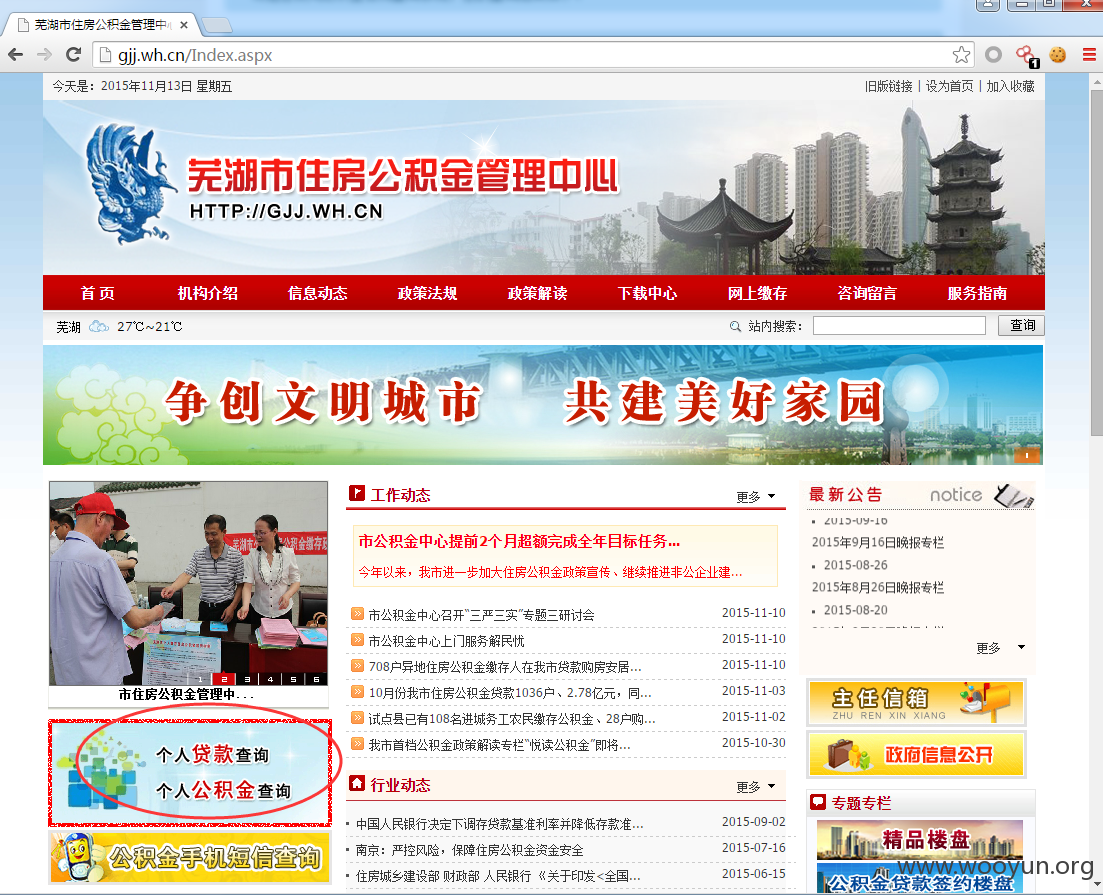 芜湖市住房公积金管理中心
gjj.wh.cn/Index.aspx
1
今天是：2015年11月13日 星期五
旧版链接 | 设为首页 | 加入收藏
芜湖市住房公积金管理中心
HTTP://GJJ.WH.CN
首 页 机构介绍 信息动态 政策法规 政策解读 下载中心 网上缴存 咨询留言 服务指南
芜湖 27℃~21℃
站内搜索： 查询
争创文明城市 共建美好家园
1
1 2 3 4 5 6
市住房公积金管理中...
个人贷款查询
个人公积金查询
公积金手机短信查询
工作动态 更多
市公积金中心提前2个月超额完成全年目标任务...
今年以来，我市进一步加大住房公积金政策宣传、继续推进非公企业建...
市公积金中心召开“三严三实”专题三研讨会 2015-11-10
市公积金中心上门服务解民忧 2015-11-10
708户异地住房公积金缴存人在我市贷款购房安居... 2015-11-10
10月份我市住房公积金贷款1036户、2.78亿元，同... 2015-11-03
试点县已有108名进城务工农民缴存公积金、28户购... 2015-11-02
我市首档公积金政策解读专栏“悦读公积金”即将... 2015-10-30
行业动态 更多
中国人民银行决定下调存贷款基准利率并降低存款准... 2015-09-02
南京：严控风险，保障住房公积金资金安全 2015-07-16
住房城乡建设部 财政部 人民银行 《关于印发<全国... 2015-06-15
最新公告 notice
2015-09-16
2015年9月16日晚报专栏
2015-08-26
2015年8月26日晚报专栏
2015-08-20
更多
主任信箱
ZHU REN XIN XIANG
政府信息公开
专题专栏
精品楼盘
公积金贷款签约楼盘
www.wooyun.org